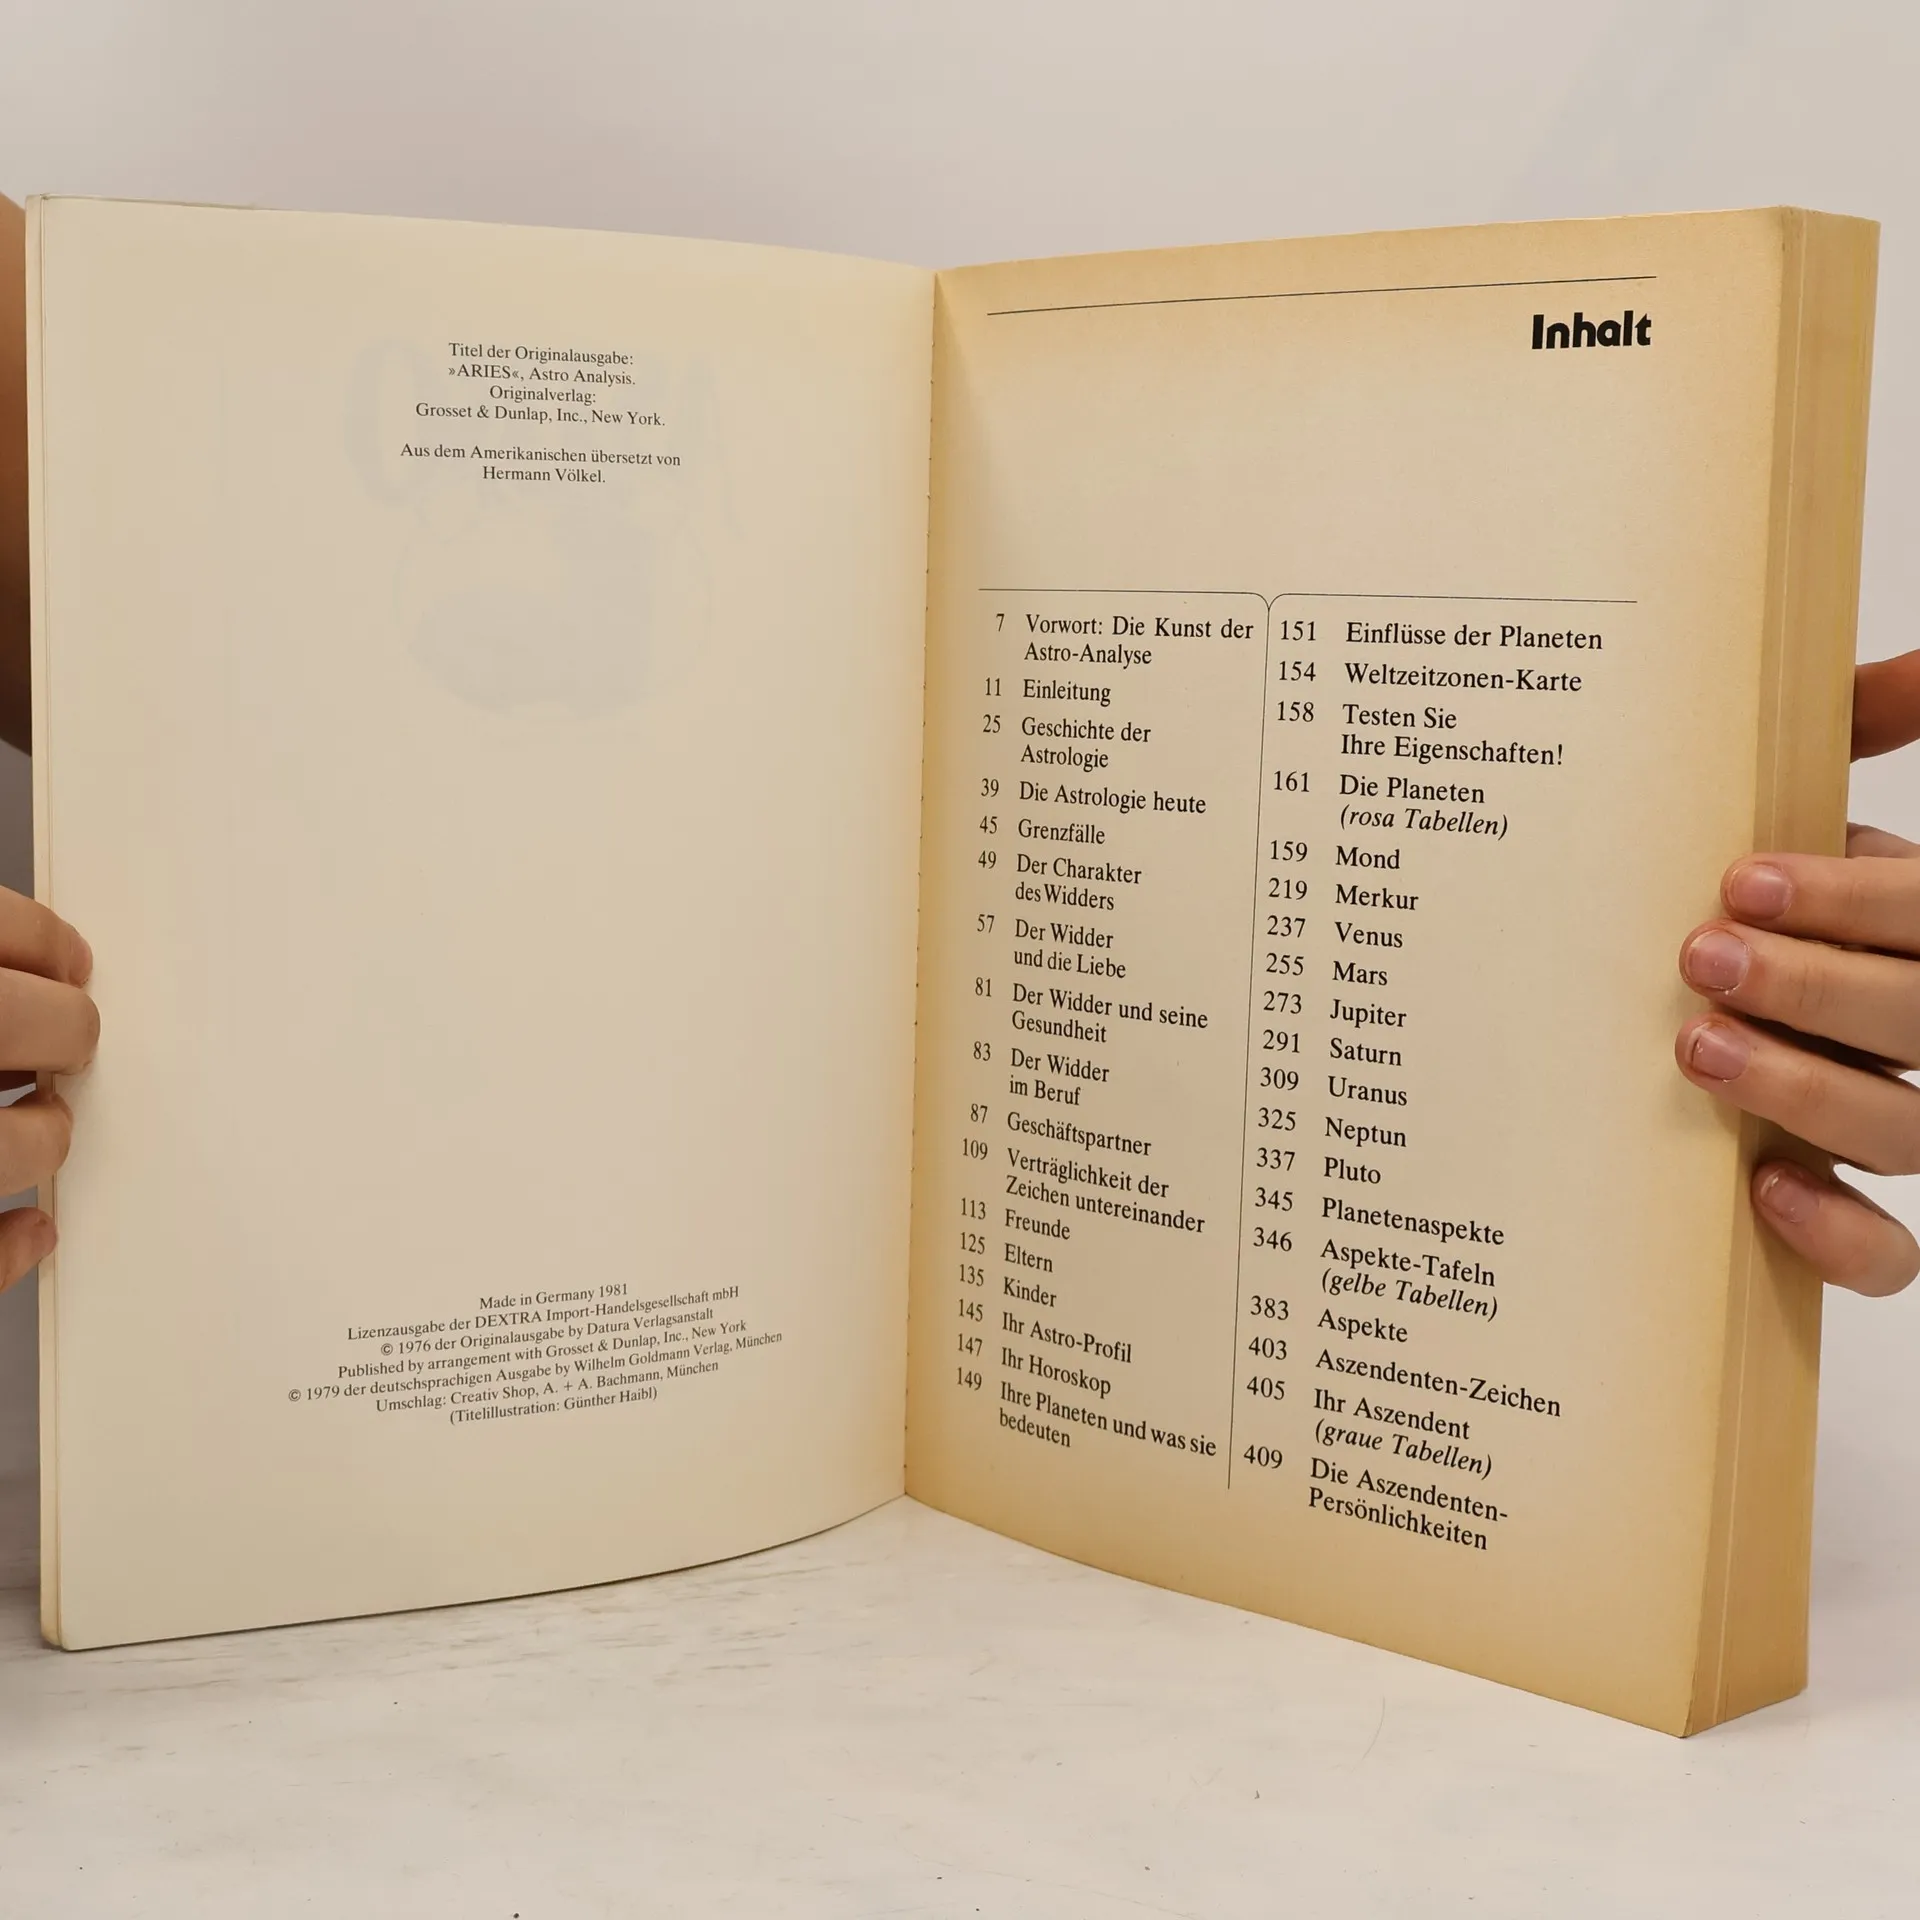 Titel der Originalausgabe:
»ARIES«, Astro Analysis.
Originalverlag:
Grosset & Dunlap, Inc., New York.
Aus dem Amerikanischen übersetzt von
Hermann Völkel.
Made in Germany 1981
Lizenzausgabe der DEXTRA Import-Handelsgesellschaft mbH
© 1976 der Originalausgabe by Datura Verlagsanstalt
Published by arrangement with Grosset & Dunlap, Inc., New York
© 1979 der deutschsprachigen Ausgabe by Wilhelm Goldmann Verlag, München
Umschlag: Creativ Shop, A. + A. Bachmann, München
(Titelillustration: Günther Haibl)
Inhalt
7 Vorwort: Die Kunst der
Astro-Analyse
11 Einleitung
25 Geschichte der
Astrologie
39 Die Astrologie heute
45 Grenzfälle
49 Der Charakter
des Widders
57 Der Widder
und die Liebe
81 Der Widder und seine
Gesundheit
83 Der Widder
im Beruf
87 Geschäftspartner
109 Verträglichkeit der
Zeichen untereinander
113 Freunde
125 Eltern
135 Kinder
145 Ihr Astro-Profil
147 Ihr Horoskop
149 Ihre Planeten und was sie
bedeuten
151 Einflüsse der Planeten
154 Weltzeitzonen-Karte
158 Testen Sie
Ihre Eigenschaften!
161 Die Planeten
(rosa Tabellen)
159 Mond
219 Merkur
237 Venus
255 Mars
273 Jupiter
291 Saturn
309 Uranus
325 Neptun
337 Pluto
345 Planetenaspekte
346 Aspekte-Tafeln
(gelbe Tabellen)
383 Aspekte
403 Aszendenten-Zeichen
405 Ihr Aszendent
(graue Tabellen)
409 Die Aszendenten-
Persönlichkeiten